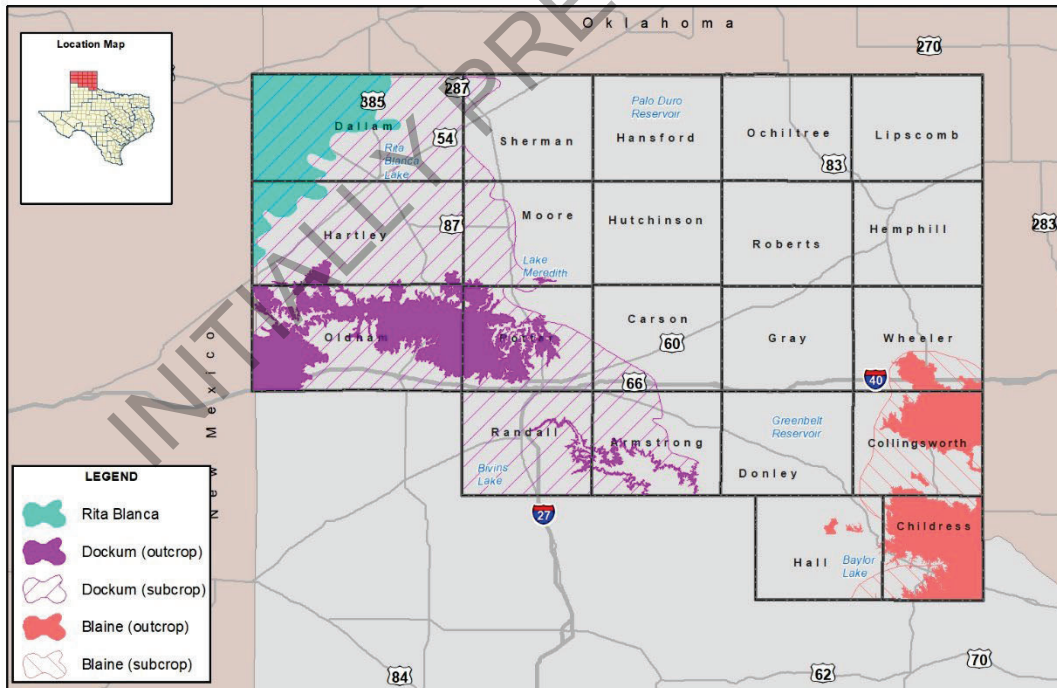 Oklahoma
Location Map
270
385
287
Dallam
54
Rita
Blanca
Lake
Sherman
Palo Duro
Reservoir
Hansford
Ochiltree
83
Lipscomb
Hartley
87
Moore
Lake
Meredith
Hutchinson
Roberts
Hemphill
283
Oldham
Potter
Carson
60
66
Gray
Wheeler
40
Randall
Bivins
Lake
Armstrong
Greenbelt
Reservoir
Donley
Collingsworth
27
Hall
Baylor
Lake
Childress
New Mexico
LEGEND
Rita Blanca
Dockum (outcrop)
Dockum (subcrop)
Blaine (outcrop)
Blaine (subcrop)
84
62
70
INITIALLY PRE